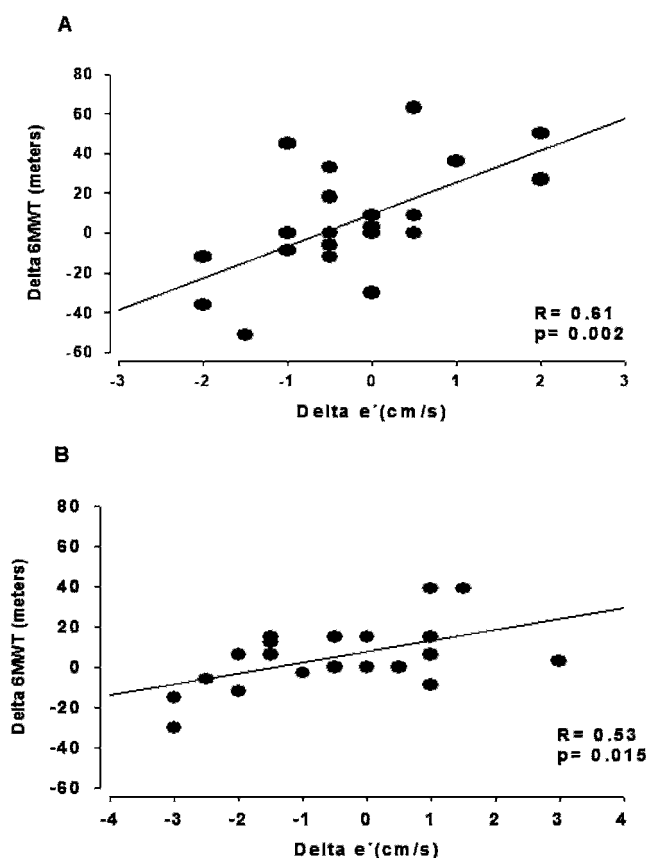 A
Delta 6MWT (meters)
80
60
40
20
0
-20
-40
-60
R= 0.61
p= 0.002
-3 -2 -1 0 1 2 3
Delta e´(cm/s)
B
Delta 6MWT (meters)
80
60
40
20
0
-20
-40
-60
R= 0.53
p= 0.015
-4 -3 -2 -1 0 1 2 3 4
Delta e´(cm/s)